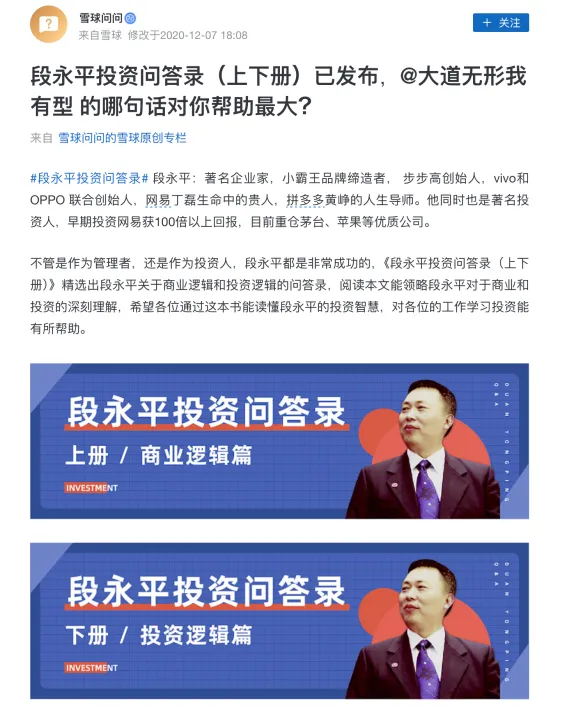 雪球问问
来自雪球 修改于2020-12-07 18:08
+ 关注
段永平投资问答录（上下册）已发布，@大道无形我
有型 的哪句话对你帮助最大？
来自 雪球问问的雪球原创专栏
#段永平投资问答录# 段永平：著名企业家，小霸王品牌缔造者， 步步高创始人，vivo和
OPPO 联合创始人，网易丁磊生命中的贵人，拼多多黄峥的人生导师。他同时也是著名投
资人，早期投资网易获100倍以上回报，目前重仓茅台、苹果等优质公司。
不管是作为管理者，还是作为投资人，段永平都是非常成功的，《段永平投资问答录（上下
册）》精选出段永平关于商业逻辑和投资逻辑的问答录，阅读本文能领略段永平对于商业和
投资的深刻理解，希望各位通过这本书能读懂段永平的投资智慧，对各位的工作学习投资能
有所帮助。
段永平投资问答录
上册 / 商业逻辑篇
INVESTMENT
DUAN YONGPING
Q&A
段永平投资问答录
下册 / 投资逻辑篇
INVESTMENT
DUAN YONGPING
Q&A